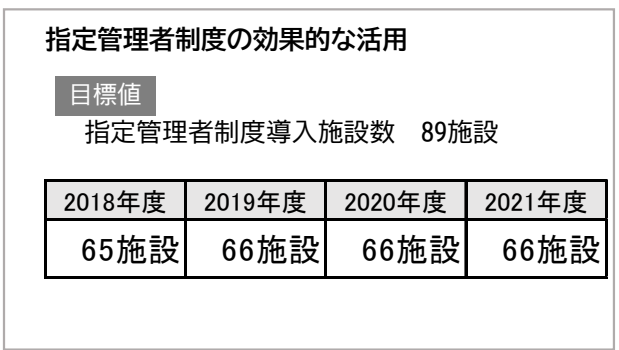 指定管理者制度の効果的な活用
目標値
指定管理者制度導入施設数　89施設
2018年度 2019年度 2020年度 2021年度
65施設 66施設 66施設 66施設